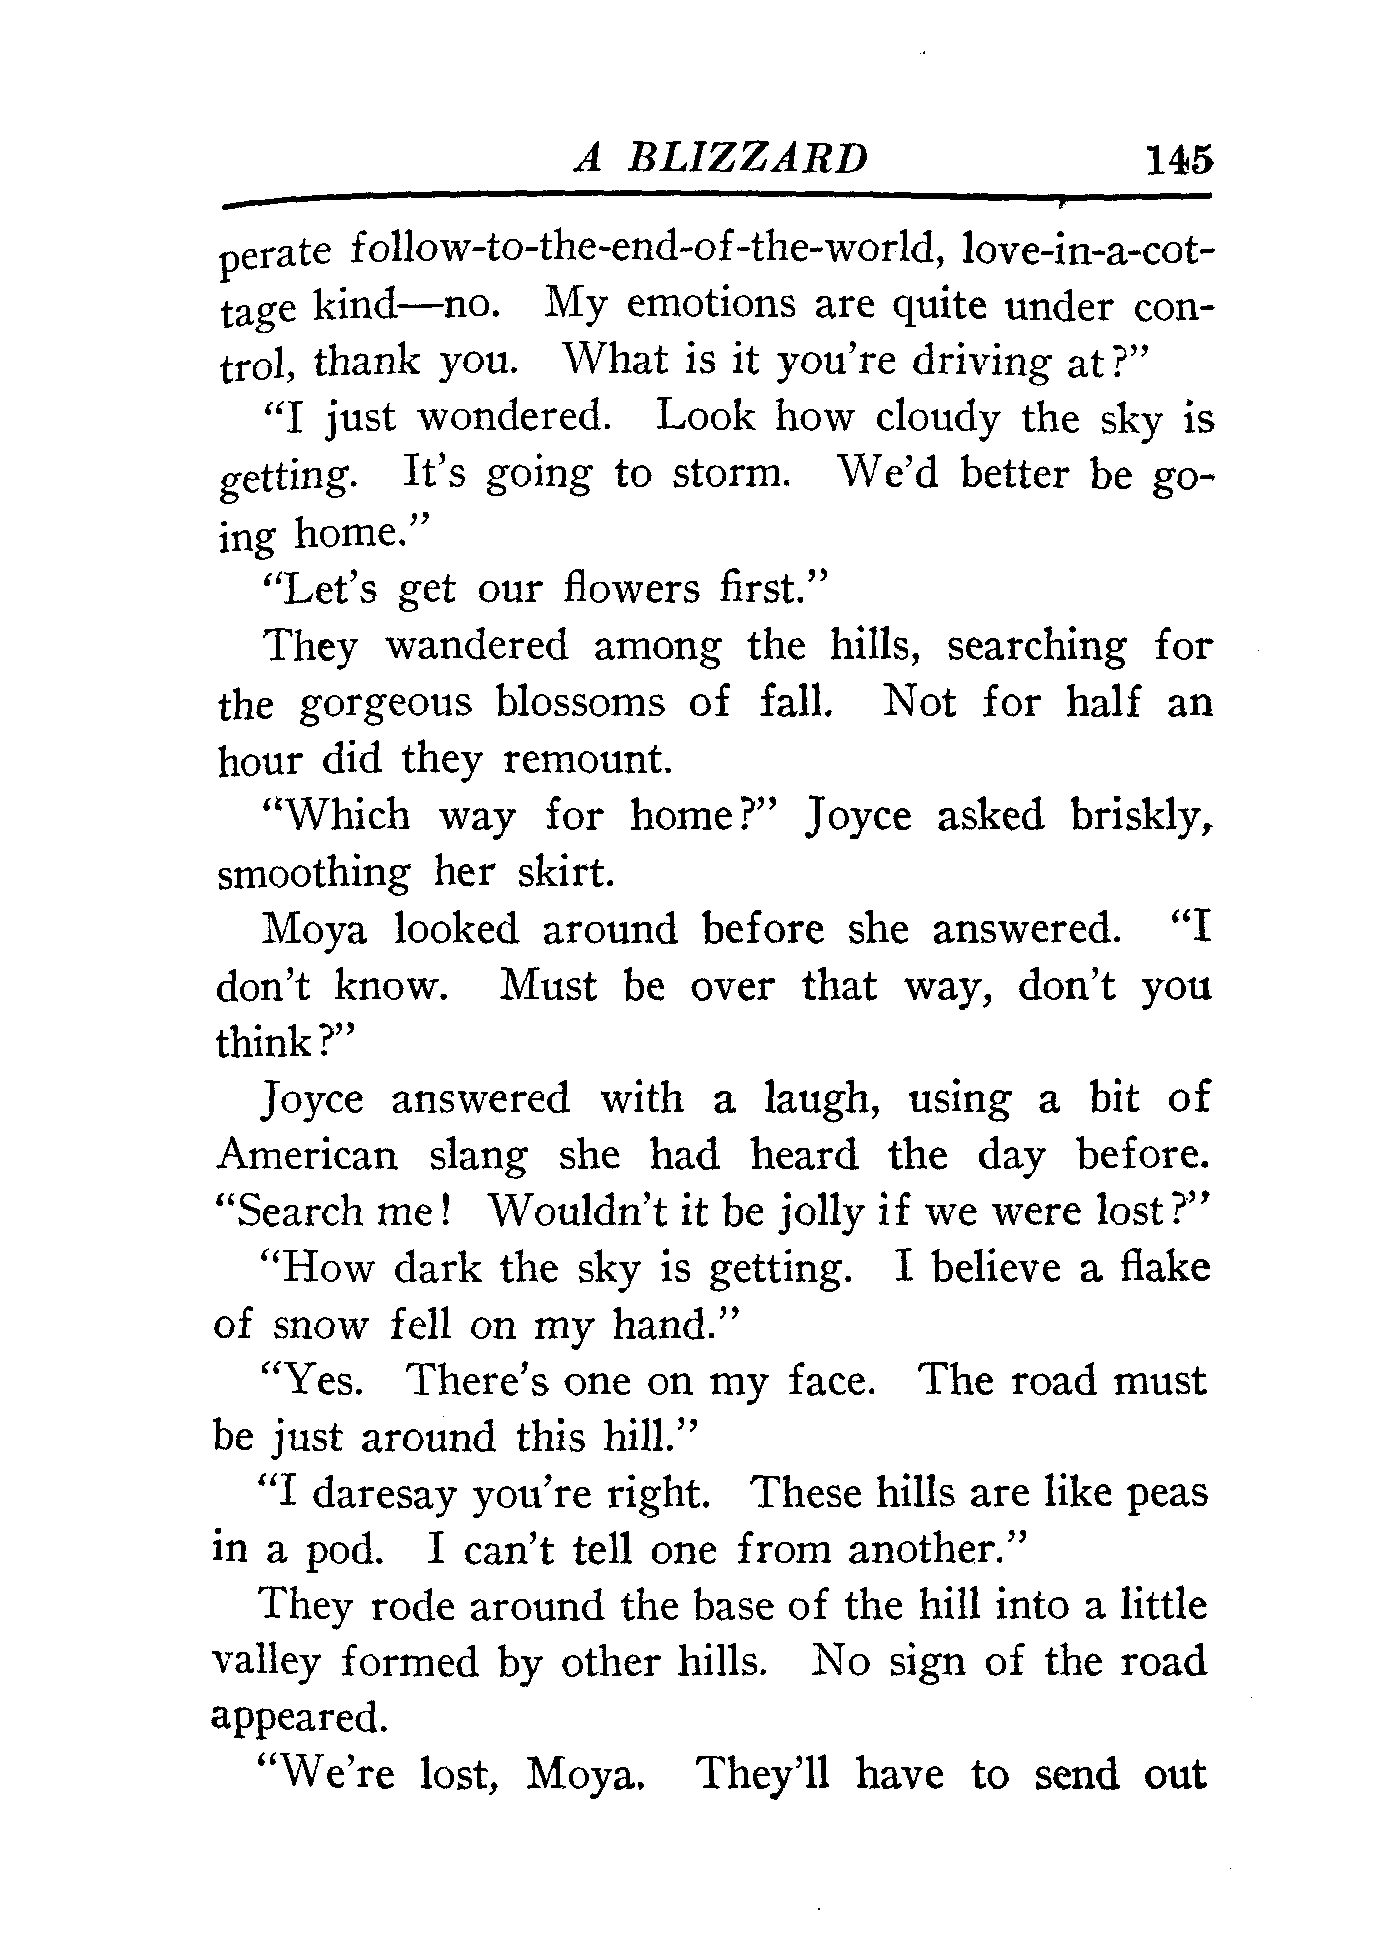 A BLIZZARD 145
perate follow-to-the-end-of-the-world, love-in-a-cot-
tage kind—no. My emotions are quite under con-
trol, thank you. What is it you're driving at?"
"I just wondered. Look how cloudy the sky is
getting. It's going to storm. We'd better be go-
ing home."
"Let's get our flowers first."
They wandered among the hills, searching for
the gorgeous blossoms of fall. Not for half an
hour did they remount.
"Which way for home?" Joyce asked briskly,
smoothing her skirt.
Moya looked around before she answered. "I
don't know. Must be over that way, don't you
think?"
Joyce answered with a laugh, using a bit of
American slang she had heard the day before.
"Search me! Wouldn't it be jolly if we were lost?"
"How dark the sky is getting. I believe a flake
of snow fell on my hand."
"Yes. There's one on my face. The road must
be just around this hill."
"I daresay you're right. These hills are like peas
in a pod. I can't tell one from another."
They rode around the base of the hill into a little
valley formed by other hills. No sign of the road
appeared.
"We're lost, Moya. They'll have to send out